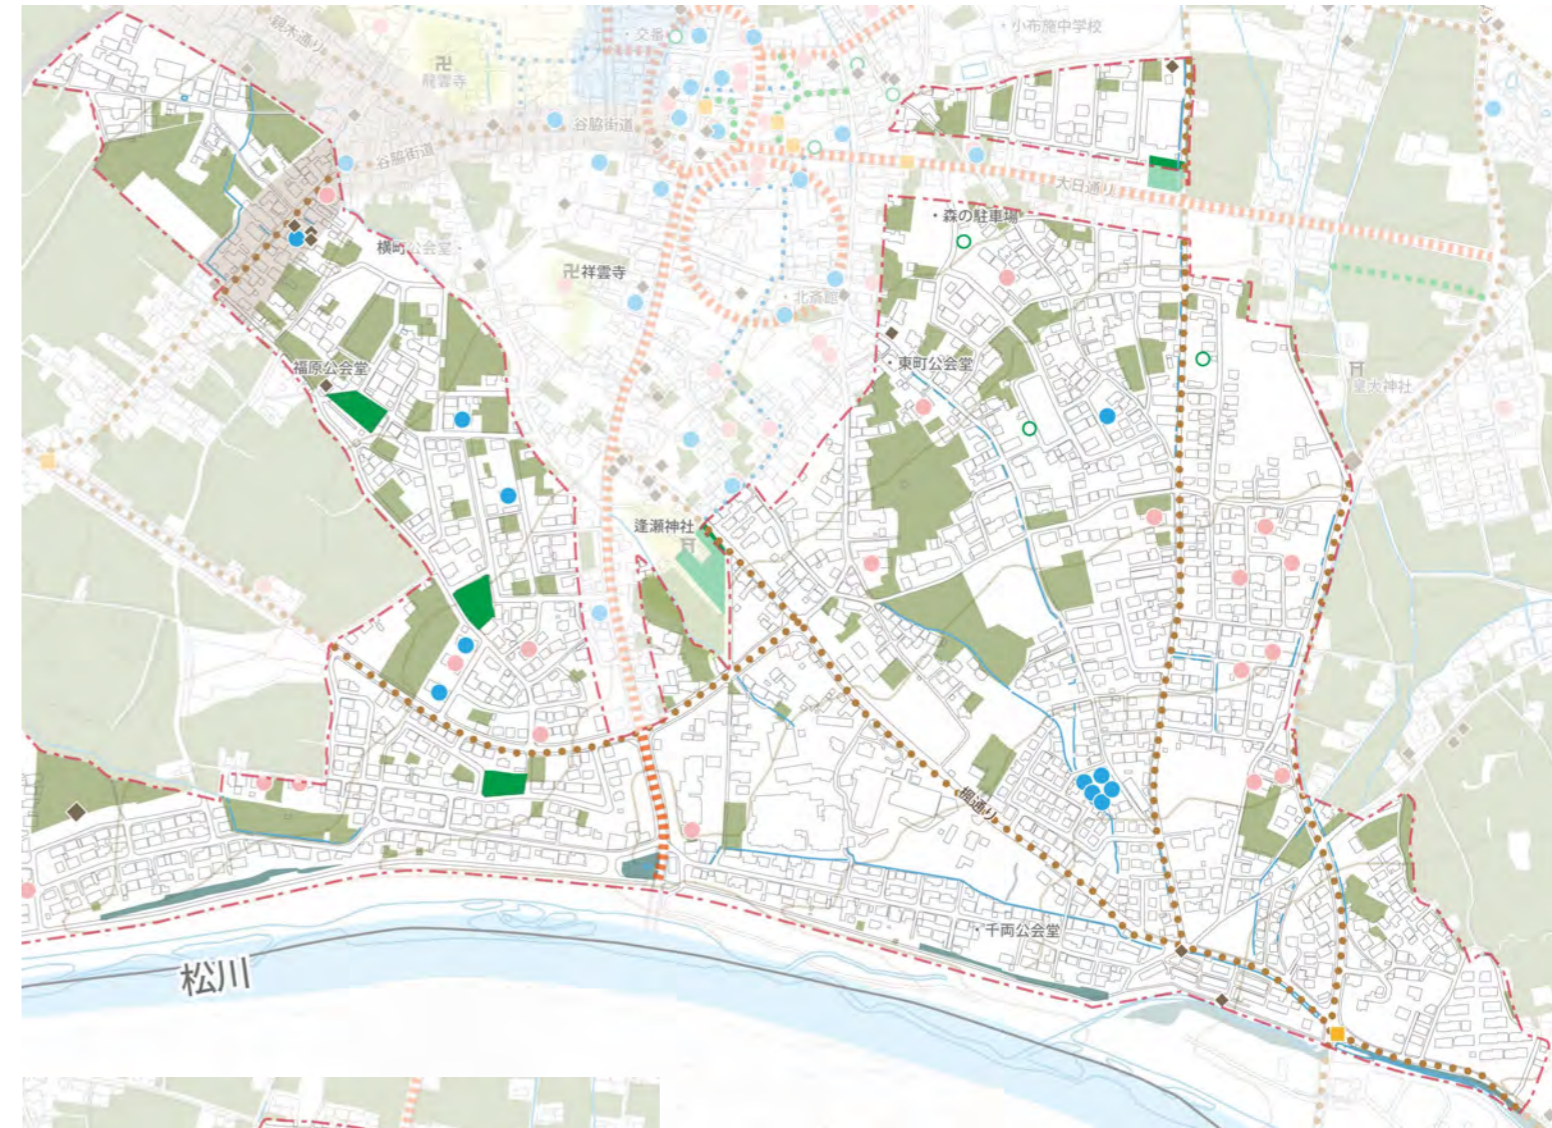 ・交番
・小布施中学校
龍雲寺
谷脇街道
谷脇街道
大日通り
・森の駐車場
横町公会堂・
祥雲寺
・北斎館
・東町公会堂
福原公会堂
皇大神社
逢瀬神社
楓通り
・千両公会堂
松川